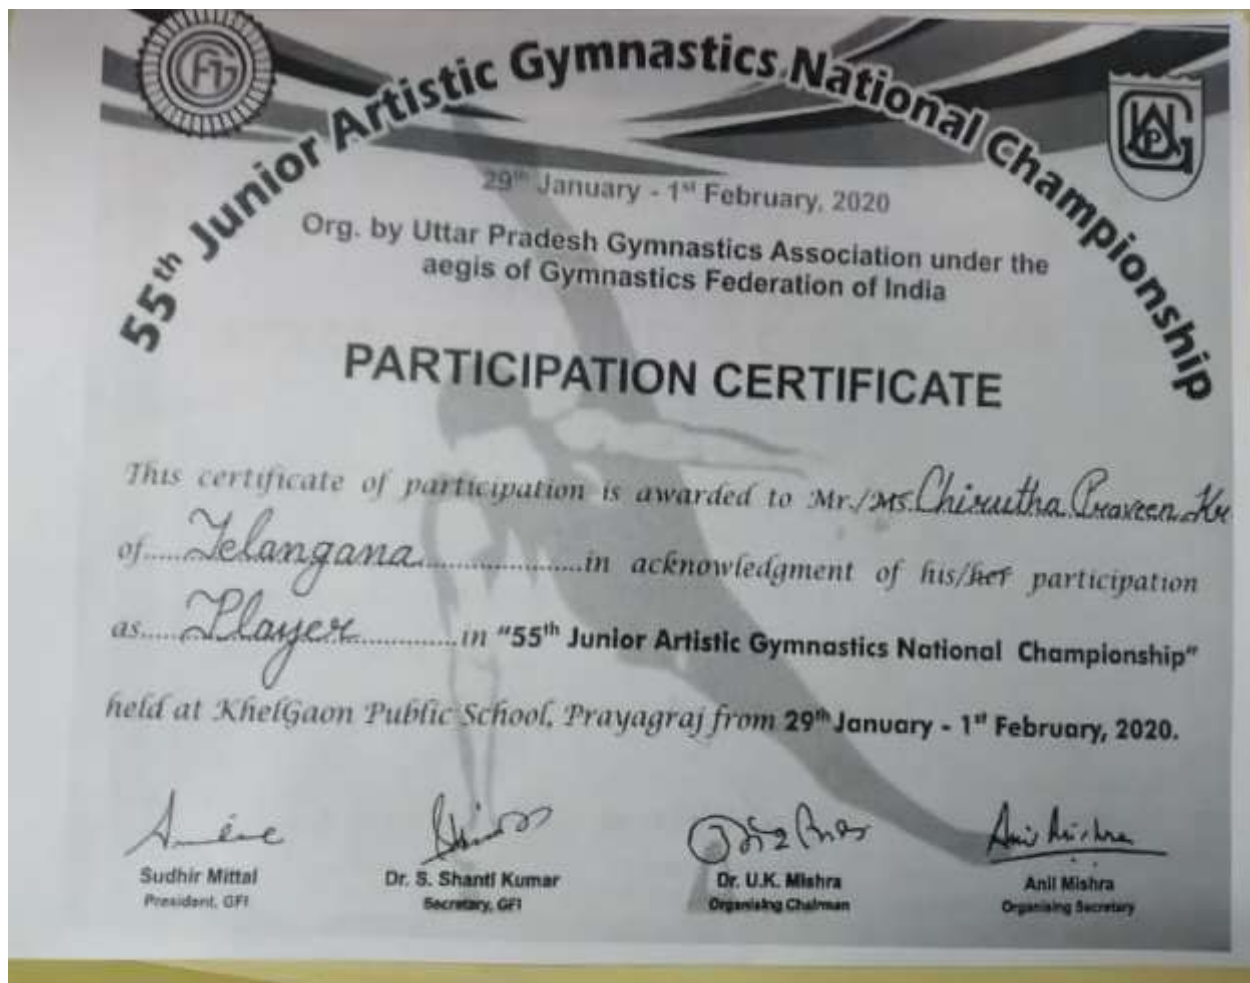 55th Junior Artistic Gymnastics National Championship
29th January - 1st February, 2020
Org. by Uttar Pradesh Gymnastics Association under the
aegis of Gymnastics Federation of India
PARTICIPATION CERTIFICATE
This certificate of participation is awarded to Mr./Ms. Chirutha Praveen Kr
of.....Telangana..................in acknowledgment of his/her participation
as.....Player.............in "55th Junior Artistic Gymnastics National Championship"
held at KhelGaon Public School, Prayagraj from 29th January - 1st February, 2020.
Sudhir Mittal
President, GFI
Dr. S. Shanti Kumar
Secretary, GFI
Dr. U.K. Mishra
Organising Chairman
Anil Mishra
Organising Secretary